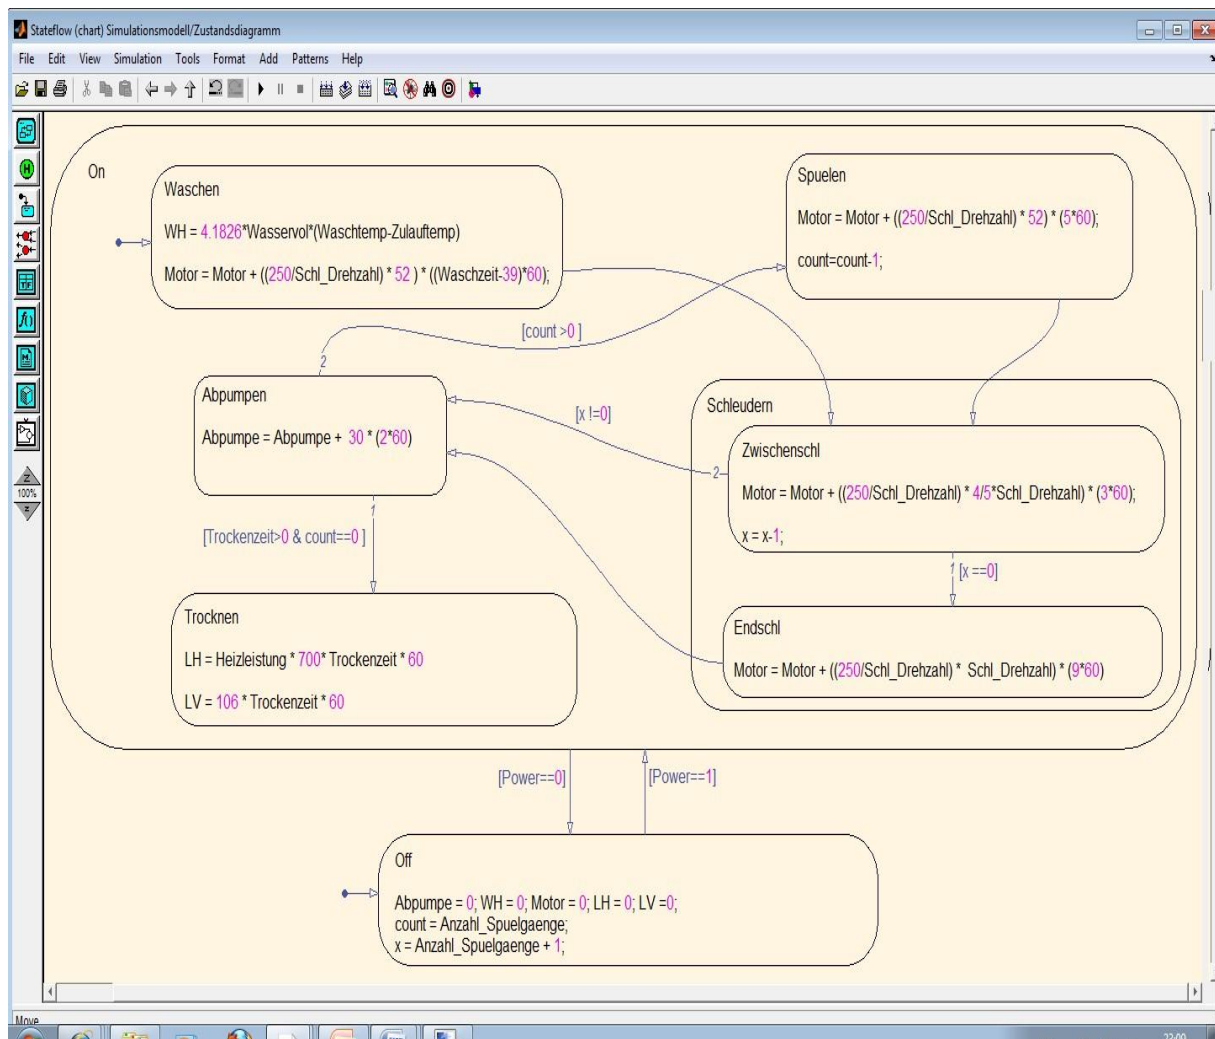 Stateflow (chart) Simulationsmodell/Zustandsdiagramm
File Edit View Simulation Tools Format Add Patterns Help
100%
On
Waschen
WH = 4.1826*Wasservol*(Waschtemp-Zulauftemp)
Motor = Motor + ((250/Schl_Drehzahl) * 52 ) * ((Waschzeit-39)*60);
Spuelen
Motor = Motor + ((250/Schl_Drehzahl) * 52) * (5*60);
count=count-1;
[count >0 ]
2
Abpumpen
Abpumpe = Abpumpe + 30 * (2*60)
[x !=0]
2
1
[Trockenzeit>0 & count==0 ]
Schleudern
Zwischenschl
Motor = Motor + ((250/Schl_Drehzahl) * 4/5*Schl_Drehzahl) * (3*60);
x = x-1;
1
[x ==0]
Endschl
Motor = Motor + ((250/Schl_Drehzahl) * Schl_Drehzahl) * (9*60)
Trocknen
LH = Heizleistung * 700* Trockenzeit * 60
LV = 106 * Trockenzeit * 60
[Power==0]
[Power==1]
Off
Abpumpe = 0; WH = 0; Motor = 0; LH = 0; LV =0;
count = Anzahl_Spuelgaenge;
x = Anzahl_Spuelgaenge + 1;
Move
22:00